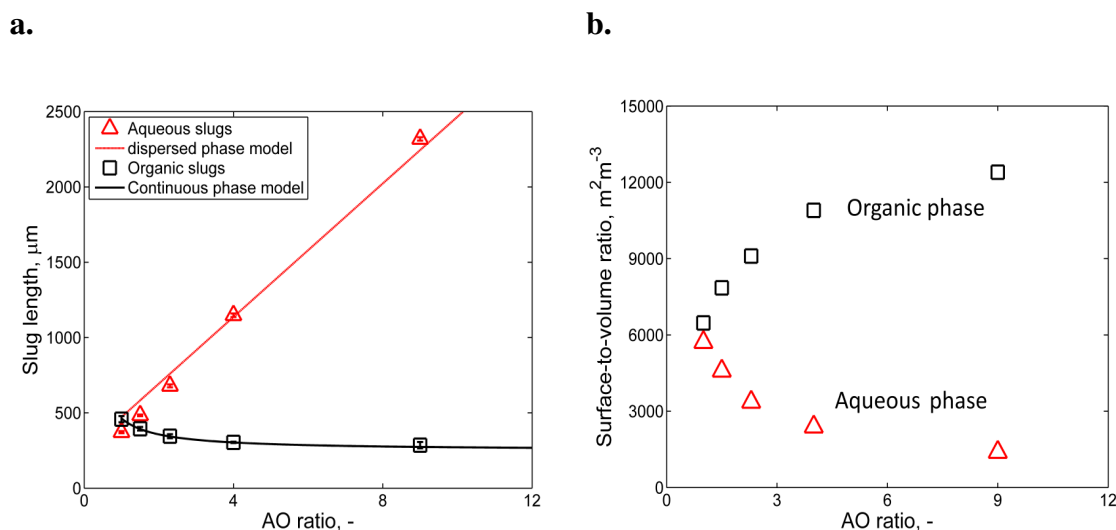 a.
2500
2000
1500
1000
500
0
0
4
8
12
Slug length, μm
AO ratio, -
Aqueous slugs
dispersed phase model
Organic slugs
Continuous phase model
b.
15000
12000
9000
6000
3000
0
0
3
6
9
12
Surface-to-volume ratio, m²m⁻³
AO ratio, -
Organic phase
Aqueous phase